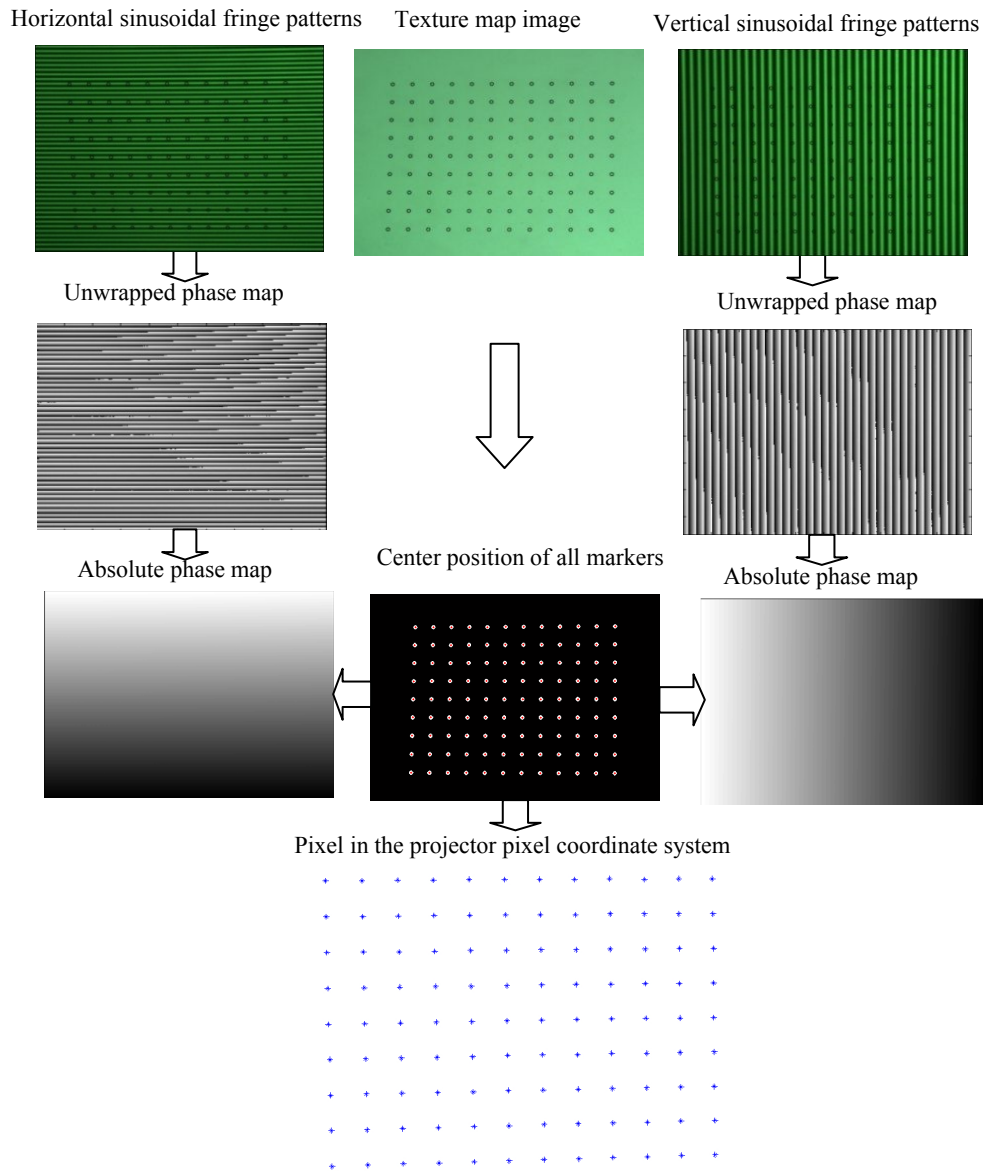 Horizontal sinusoidal fringe patterns
Texture map image
Vertical sinusoidal fringe patterns
Unwrapped phase map
Unwrapped phase map
Center position of all markers
Absolute phase map
Absolute phase map
Pixel in the projector pixel coordinate system